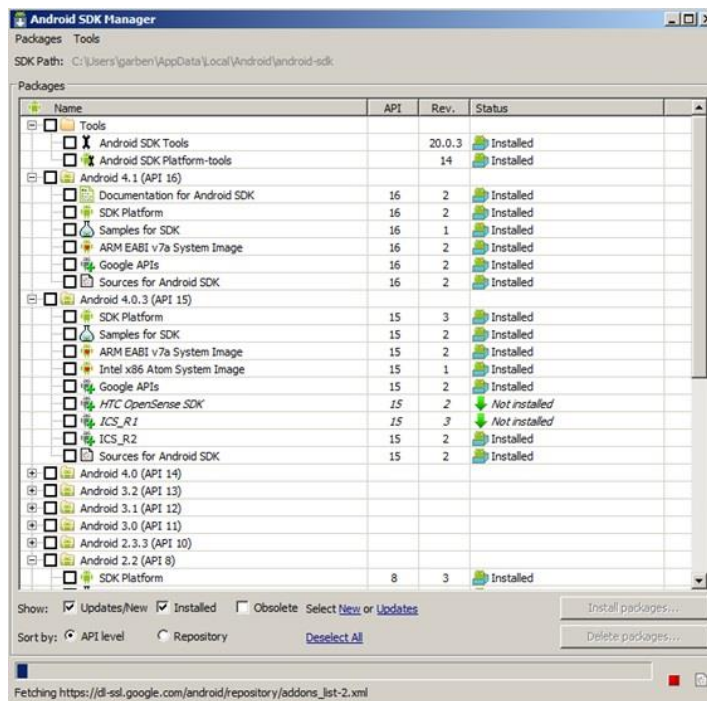 Android SDK Manager
Packages Tools
SDK Path: C:\Users\garben\AppData\Local\Android\android-sdk
Packages
Name API Rev. Status
Tools
Android SDK Tools 20.0.3 Installed
Android SDK Platform-tools 14 Installed
Android 4.1 (API 16)
Documentation for Android SDK 16 2 Installed
SDK Platform 16 2 Installed
Samples for SDK 16 1 Installed
ARM EABI v7a System Image 16 2 Installed
Google APIs 16 2 Installed
Sources for Android SDK 16 2 Installed
Android 4.0.3 (API 15)
SDK Platform 15 3 Installed
Samples for SDK 15 2 Installed
ARM EABI v7a System Image 15 2 Installed
Intel x86 Atom System Image 15 1 Installed
Google APIs 15 2 Installed
HTC OpenSense SDK 15 2 Not installed
ICS_R1 15 3 Not installed
ICS_R2 15 2 Installed
Sources for Android SDK 15 2 Installed
Android 4.0 (API 14)
Android 3.2 (API 13)
Android 3.1 (API 12)
Android 3.0 (API 11)
Android 2.3.3 (API 10)
Android 2.2 (API 8)
SDK Platform 8 3 Installed
Show: Updates/New Installed Obsolete Select New or Updates Install packages...
Sort by: API level Repository Deselect All Delete packages...
Fetching https://dl-ssl.google.com/android/repository/addons_list-2.xml